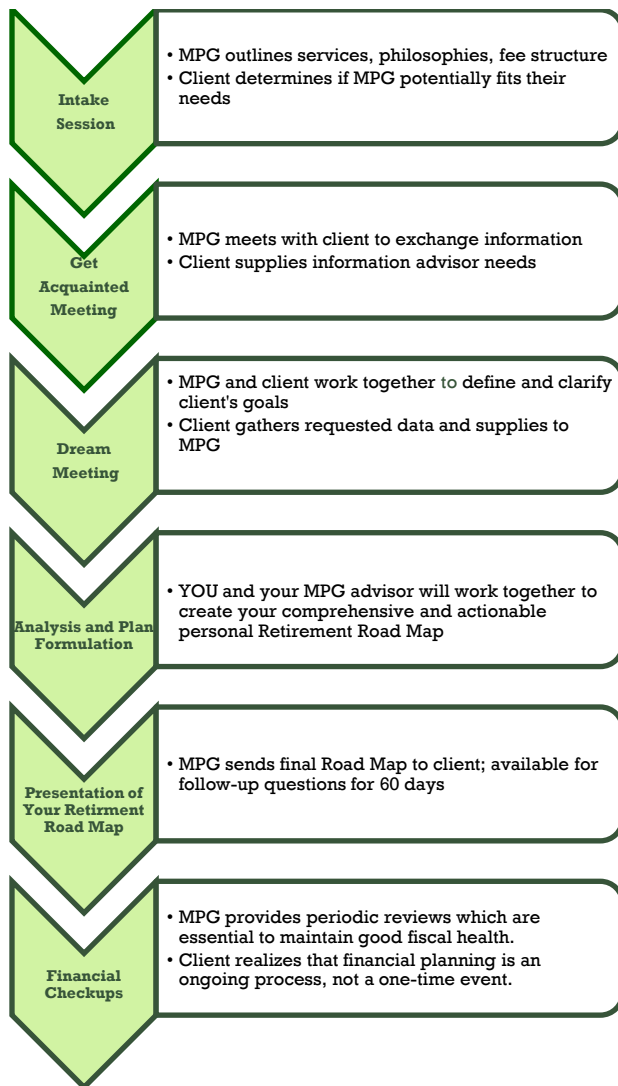 Intake
Session
• MPG outlines services, philosophies, fee structure
• Client determines if MPG potentially fits their
needs
Get
Acquainted
Meeting
• MPG meets with client to exchange information
• Client supplies information advisor needs
Dream
Meeting
• MPG and client work together to define and clarify
client's goals
• Client gathers requested data and supplies to
MPG
Analysis and Plan
Formulation
• YOU and your MPG advisor will work together to
create your comprehensive and actionable
personal Retirement Road Map
Presentation of
Your Retirment
Road Map
• MPG sends final Road Map to client; available for
follow-up questions for 60 days
Financial
Checkups
• MPG provides periodic reviews which are
essential to maintain good fiscal health.
• Client realizes that financial planning is an
ongoing process, not a one-time event.